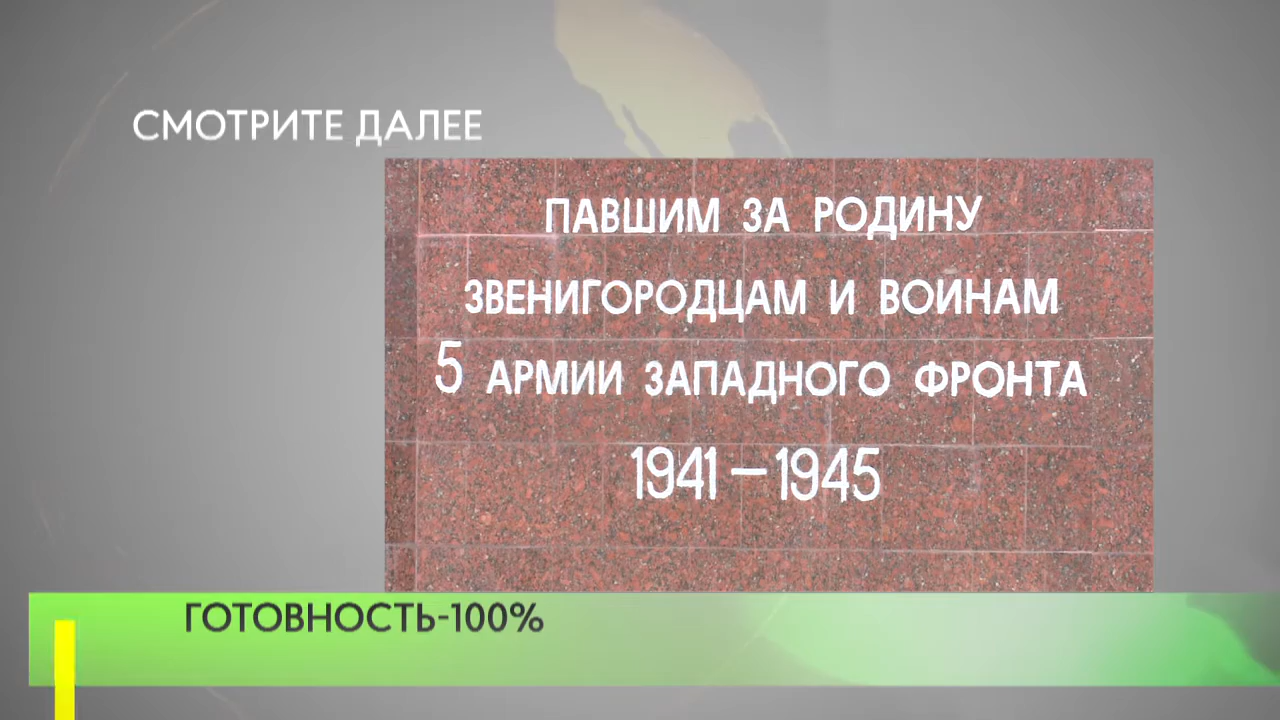 СМОТРИТЕ ДАЛЕЕ
ПАВШИМ ЗА РОДИНУ
ЗВЕНИГОРОДЦАМ И ВОИНАМ
5 АРМИИ ЗАПАДНОГО ФРОНТА
1941–1945
ГОТОВНОСТЬ-100%